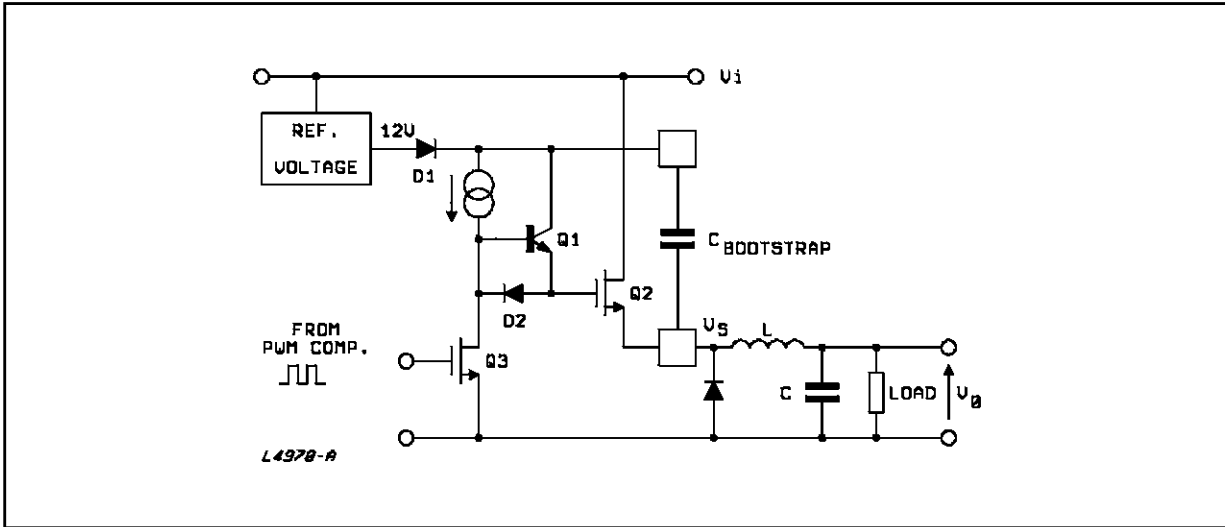 Vi
REF.
VOLTAGE
12V
D1
Q1
C BOOTSTRAP
D2
Q2
VS
L
FROM
PWM COMP.
Q3
C
LOAD
V0
L4970-A